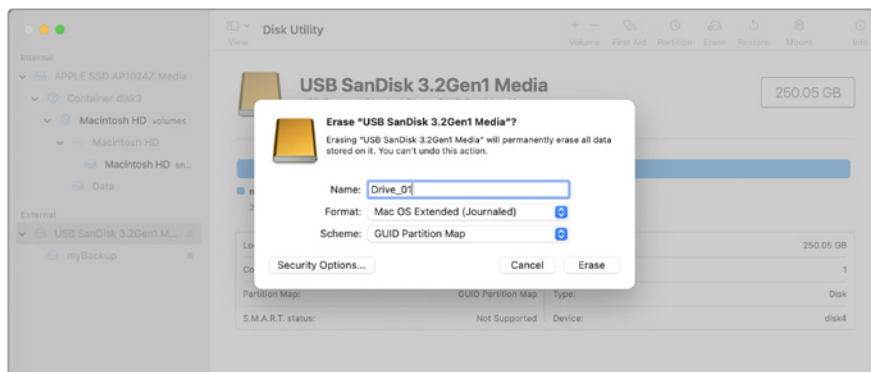 Disk Utility
View
Volume First Aid Partition Erase Restore Mount Info
Internal
APPLE SSD AP1024Z Media
Container disk3
Macintosh HD volumes
Macintosh HD
Macintosh HD sn...
Data
External
USB SanDisk 3.2Gen1 M...
myBackup
USB SanDisk 3.2Gen1 Media
250.05 GB
Erase "USB SanDisk 3.2Gen1 Media"?
Erasing "USB SanDisk 3.2Gen1 Media" will permanently erase all data
stored on it. You can't undo this action.
Name: Drive_01
Format: Mac OS Extended (Journaled)
Scheme: GUID Partition Map
Security Options... Cancel Erase
250.05 GB
1
Partition Map: GUID Partition Map Type: Disk
S.M.A.R.T. status: Not Supported Device: disk4